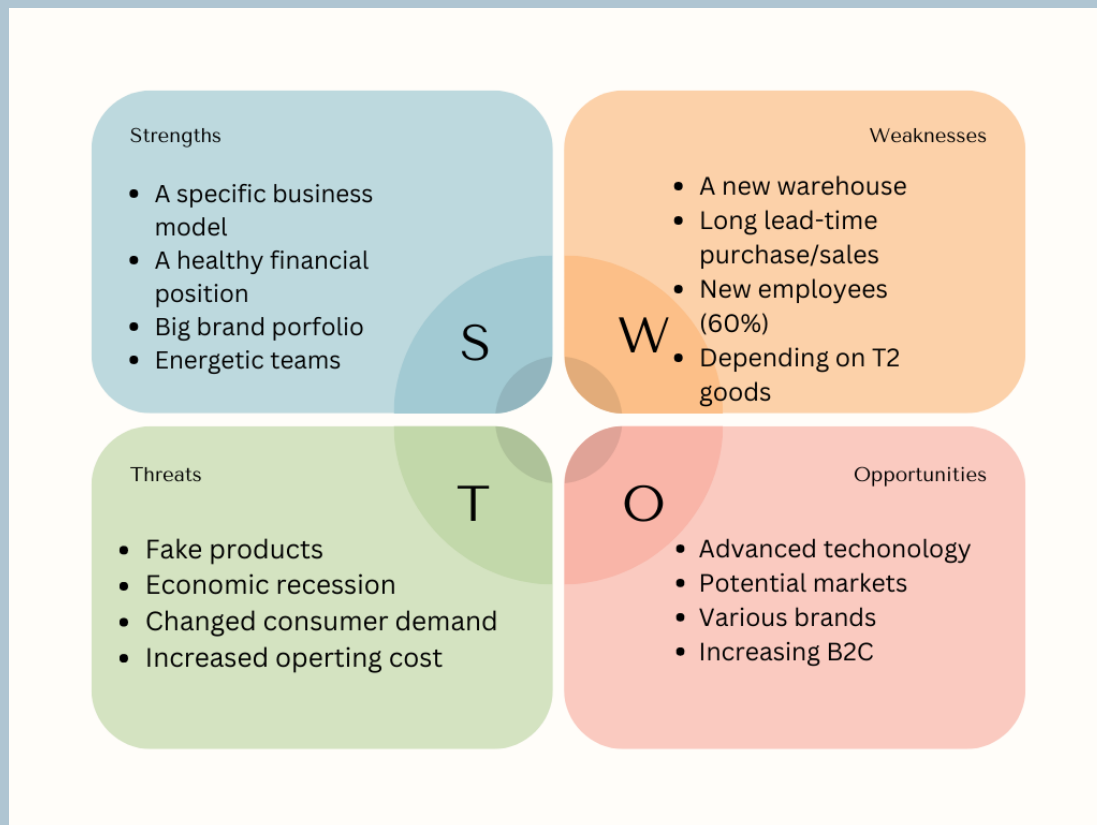 Strengths
• A specific business
model
• A healthy financial
position
• Big brand porfolio
• Energetic teams
S
Weaknesses
• A new warehouse
• Long lead-time
purchase/sales
• New employees
(60%)
• Depending on T2
goods
W
Threats
T
• Fake products
• Economic recession
• Changed consumer demand
• Increased operting cost
Opportunities
O
• Advanced techonology
• Potential markets
• Various brands
• Increasing B2C